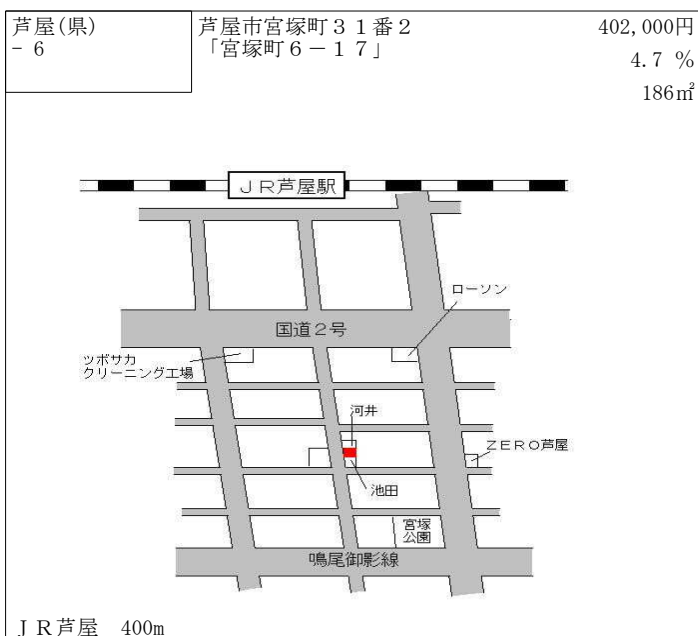 芦屋(県)
－６
芦屋市宮塚町３１番２
「宮塚町６－１７」
402,000円
4.7 %
186㎡
ＪＲ芦屋駅
ローソン
国道２号
ツボサカ
クリーニング工場
河井
ＺＥＲＯ芦屋
池田
宮塚
公園
鳴尾御影線
ＪＲ芦屋　400m